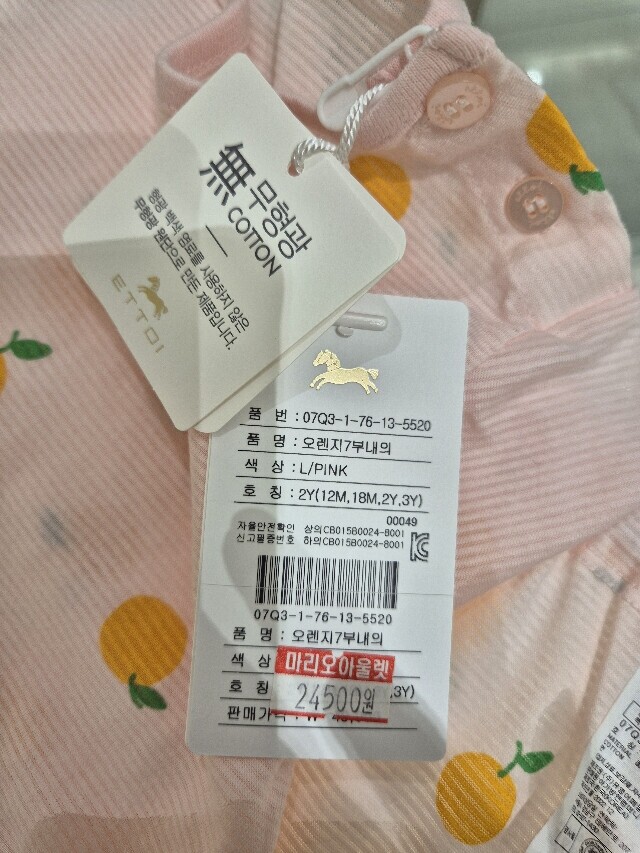 無 무형광
COTTON
형광 백색 염료를 사용하지 않은
무형광 원단으로 만든 제품입니다.
ETTOI
품 번 : 07Q3-1-76-13-5520
품 명 : 오렌지7부내의
색 상 : L/PINK
호 칭 : 2Y(12M,18M,2Y,3Y)
00049
자율안전확인 상의CB015B0024-8001
신고필증번호 하의CB015B0024-8001
07Q3-1-76-13-5520
품 명 : 오렌지7부내의
색 상
마리오아울렛
호 칭
24500원
,3Y)
판매가격 : ₩
07Q3
MATERIAL
COTTON